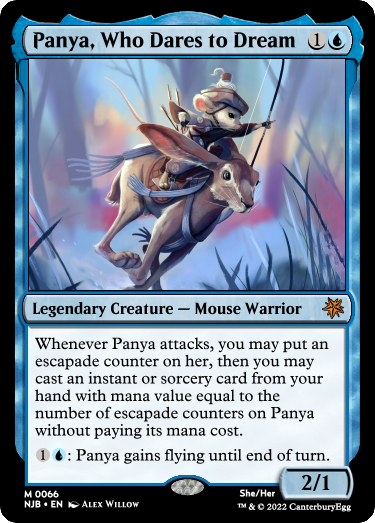 Panya, Who Dares to Dream 1
Legendary Creature — Mouse Warrior
Whenever Panya attacks, you may put an
escapade counter on her, then you may
cast an instant or sorcery card from your
hand with mana value equal to the
number of escapade counters on Panya
without paying its mana cost.
1 : Panya gains flying until end of turn.
2/1
M 0066
NJB • EN Alex Willow
She/Her
™ & © 2022 CanterburyEgg